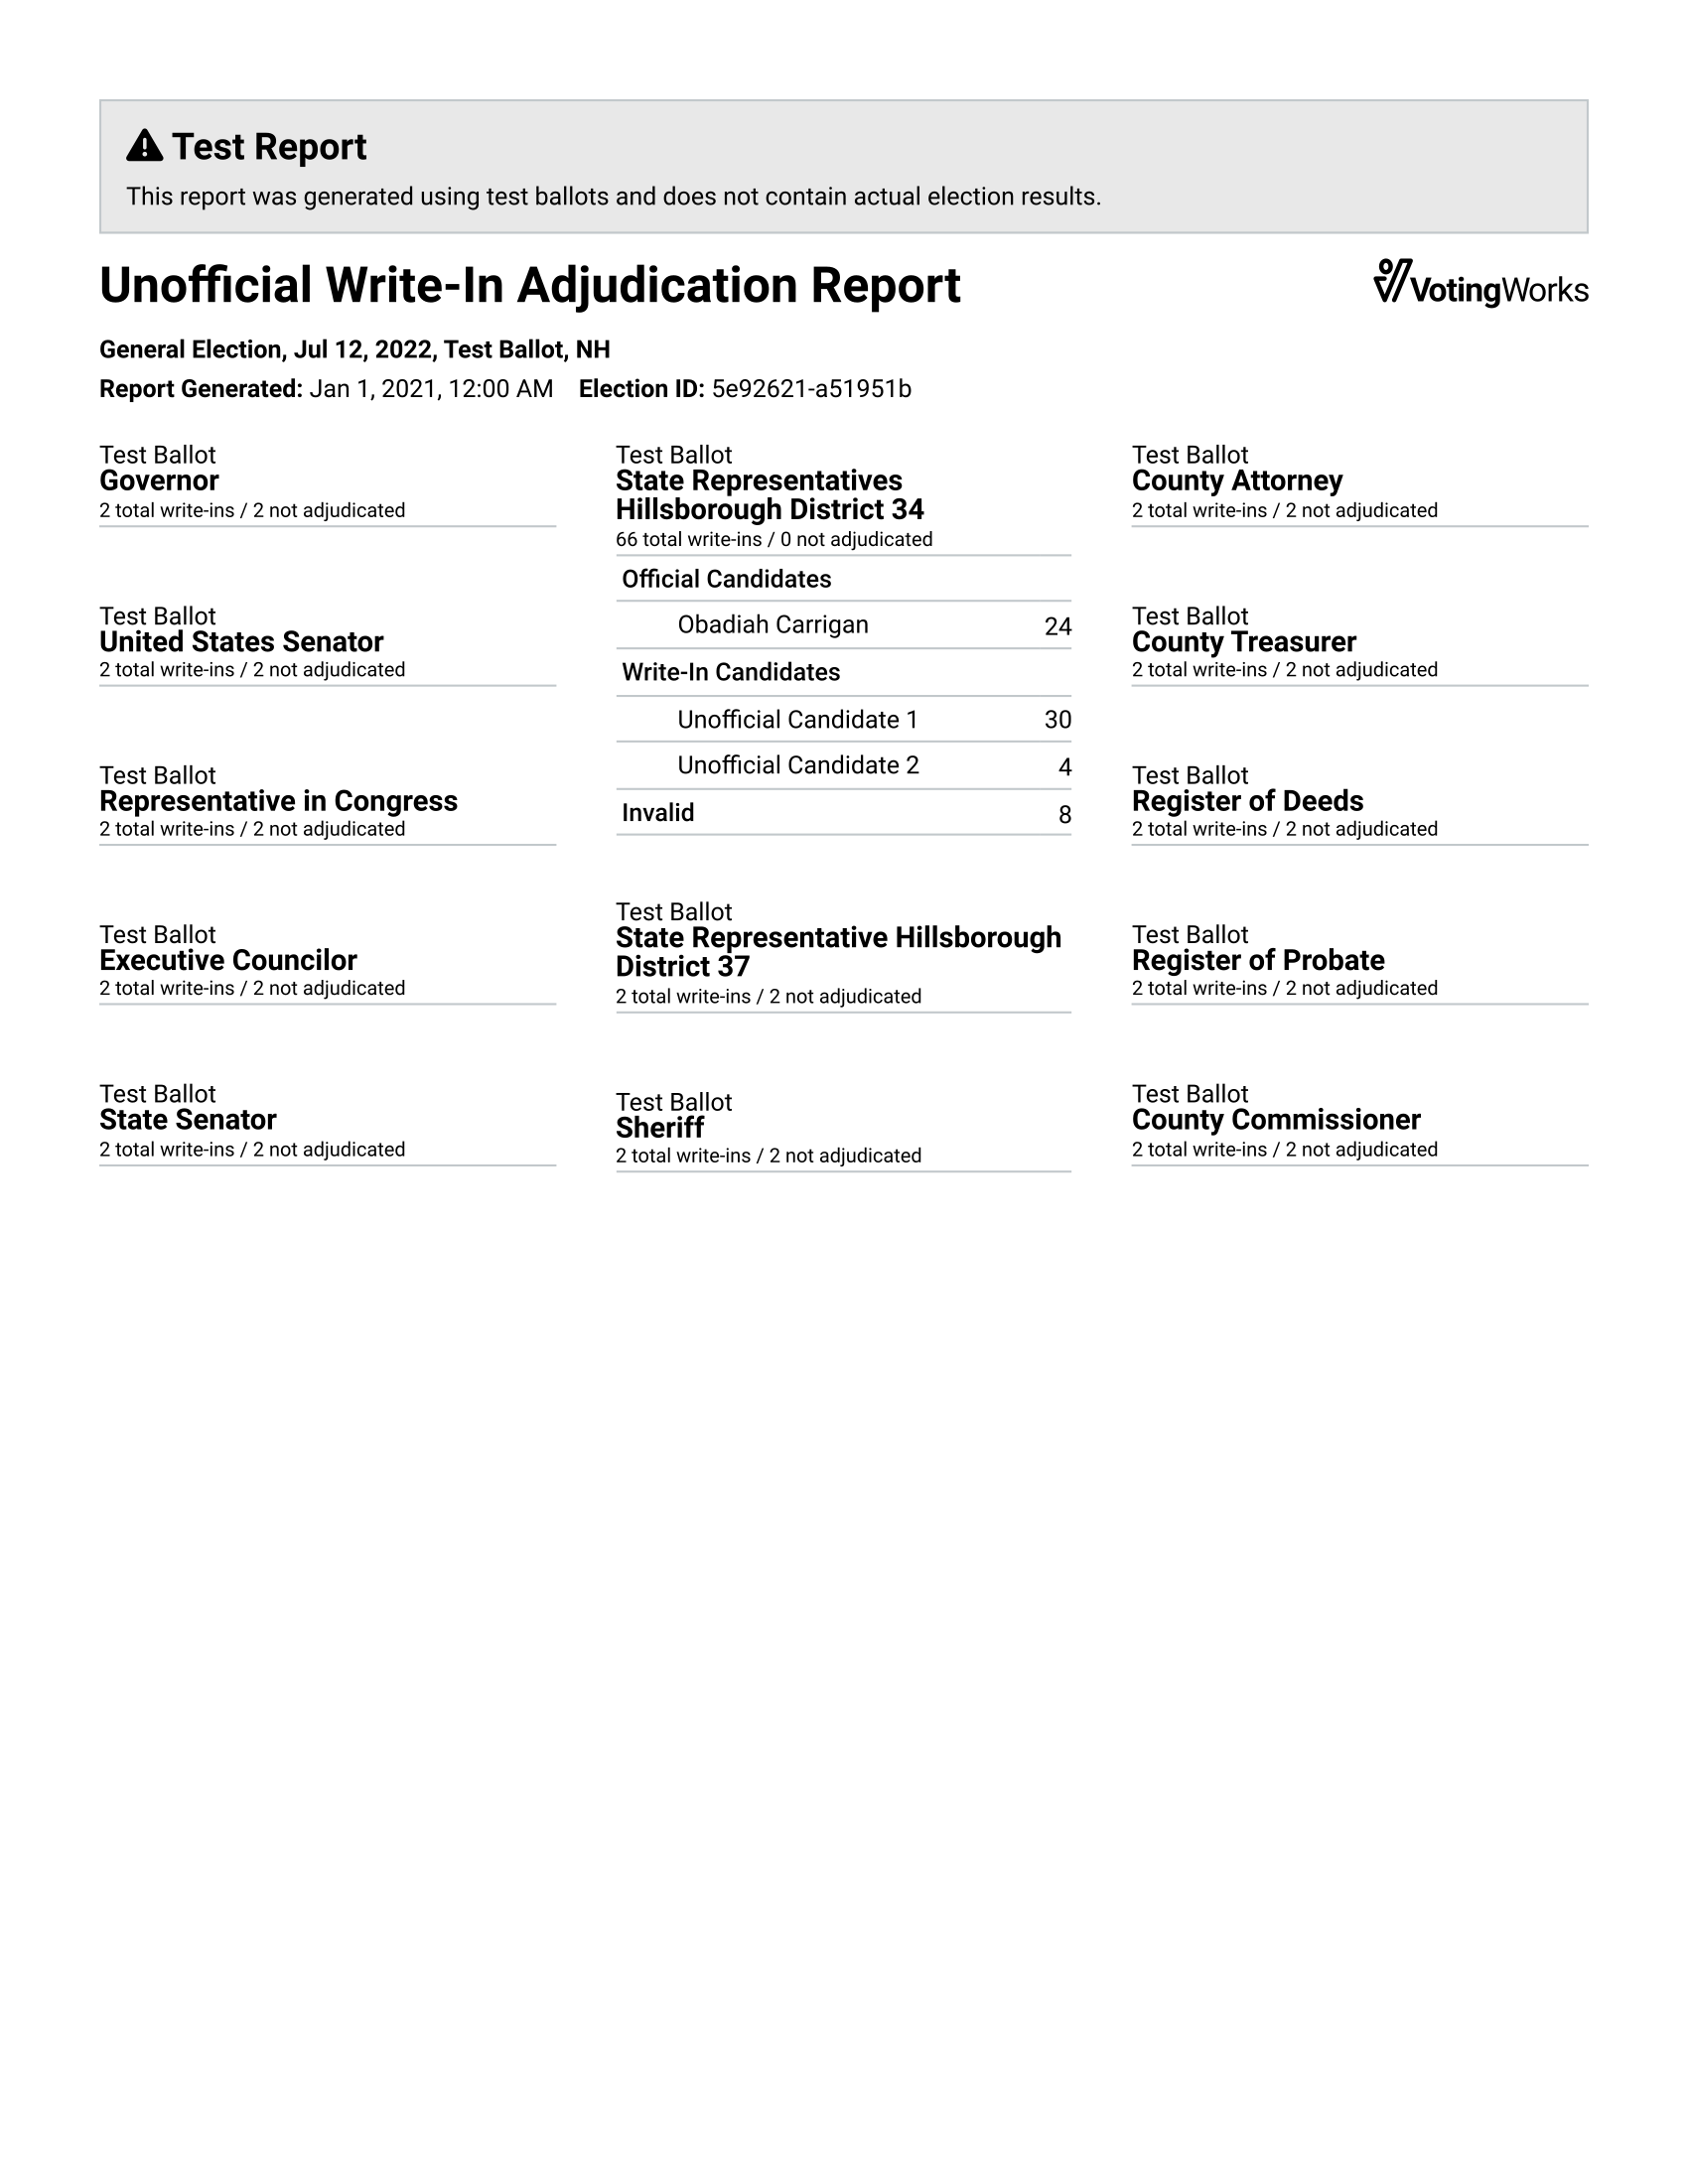 Test Report
This report was generated using test ballots and does not contain actual election results.
Unofficial Write-In Adjudication Report
VotingWorks
General Election, Jul 12, 2022, Test Ballot, NH
Report Generated: Jan 1, 2021, 12:00 AM Election ID: 5e92621-a51951b
Test Ballot
Governor
2 total write-ins / 2 not adjudicated
Test Ballot
United States Senator
2 total write-ins / 2 not adjudicated
Test Ballot
Representative in Congress
2 total write-ins / 2 not adjudicated
Test Ballot
Executive Councilor
2 total write-ins / 2 not adjudicated
Test Ballot
State Senator
2 total write-ins / 2 not adjudicated
Test Ballot
State Representatives
Hillsborough District 34
66 total write-ins / 0 not adjudicated
Official Candidates
Obadiah Carrigan 24
Write-In Candidates
Unofficial Candidate 1 30
Unofficial Candidate 2 4
Invalid 8
Test Ballot
State Representative Hillsborough
District 37
2 total write-ins / 2 not adjudicated
Test Ballot
Sheriff
2 total write-ins / 2 not adjudicated
Test Ballot
County Attorney
2 total write-ins / 2 not adjudicated
Test Ballot
County Treasurer
2 total write-ins / 2 not adjudicated
Test Ballot
Register of Deeds
2 total write-ins / 2 not adjudicated
Test Ballot
Register of Probate
2 total write-ins / 2 not adjudicated
Test Ballot
County Commissioner
2 total write-ins / 2 not adjudicated